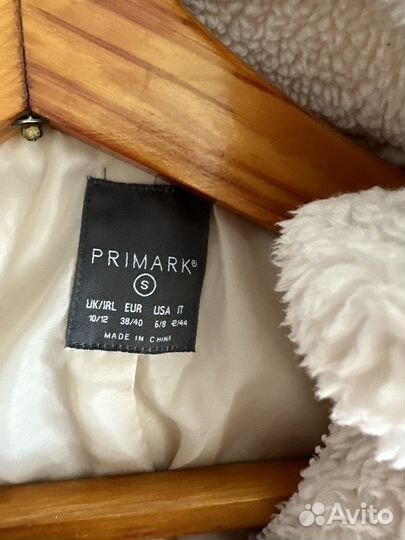 PRIMARK®
S
UK/IRL EUR USA IT
10/12 38/40 6/8 42/44
MADE IN CHINA
Avito